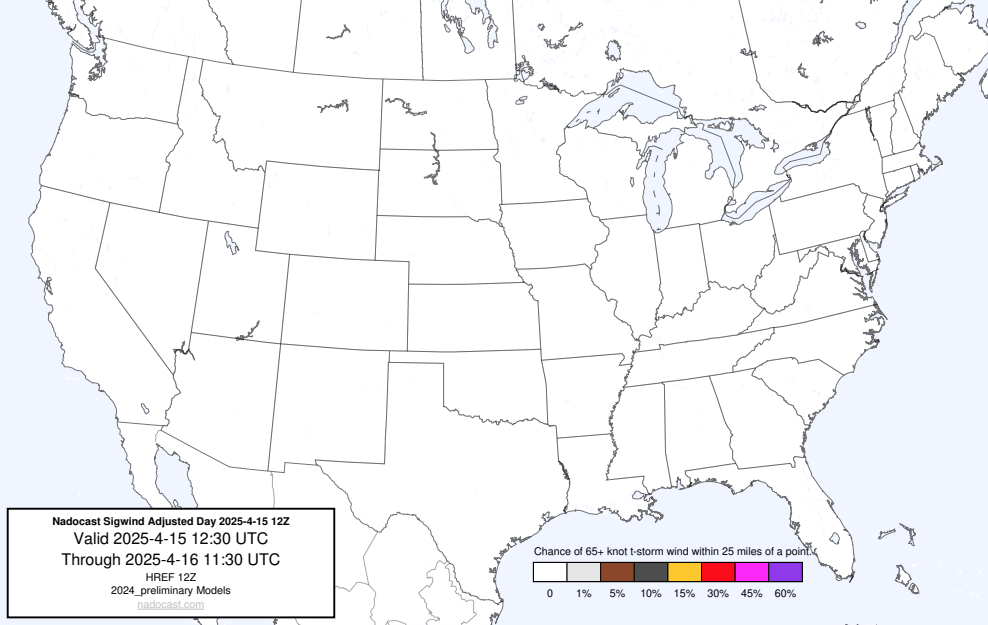 Nadocast Sigwind Adjusted Day 2025-4-15 12Z
Valid 2025-4-15 12:30 UTC
Through 2025-4-16 11:30 UTC
HREF 12Z
2024_preliminary Models
nadocast.com
Chance of 65+ knot t-storm wind within 25 miles of a point.
0 1% 5% 10% 15% 30% 45% 60%